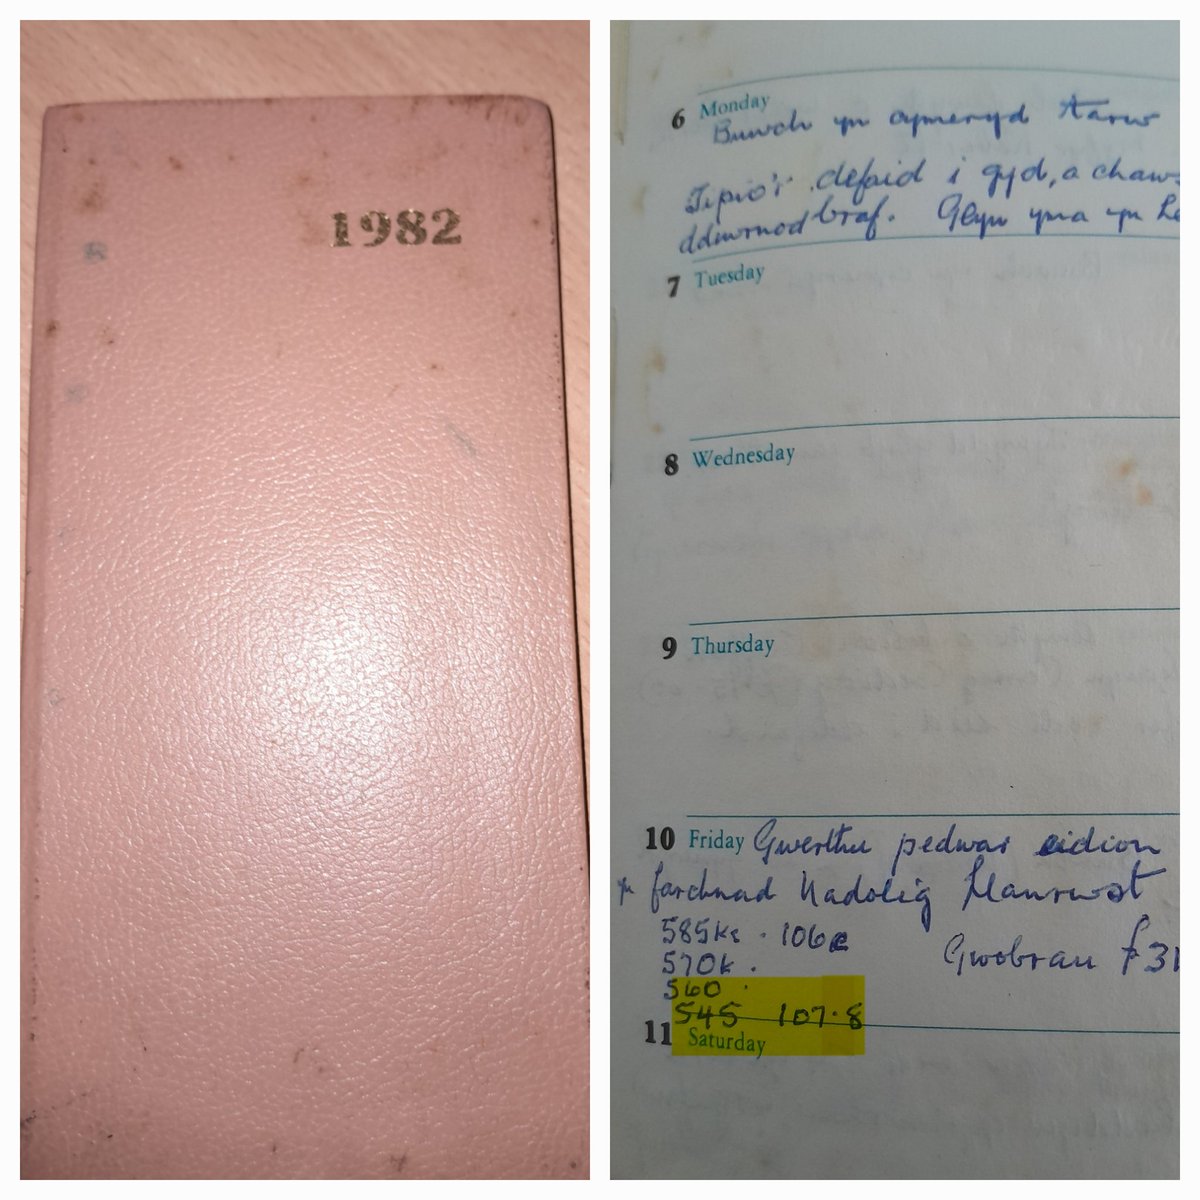 1982
6 Monday
Buwch yn cymeryd tarw
Tipio'r defaid i gyd, a chaws
ddiwrnod braf. Glyn yma yn
7 Tuesday
8 Wednesday
9 Thursday
10 Friday Gwerthu pedwar eidion
yn farchnad Nadolig Llanrwst
585ks . 106c
570k .
Gwobrau £31
560 .
545 107.8
11 Saturday